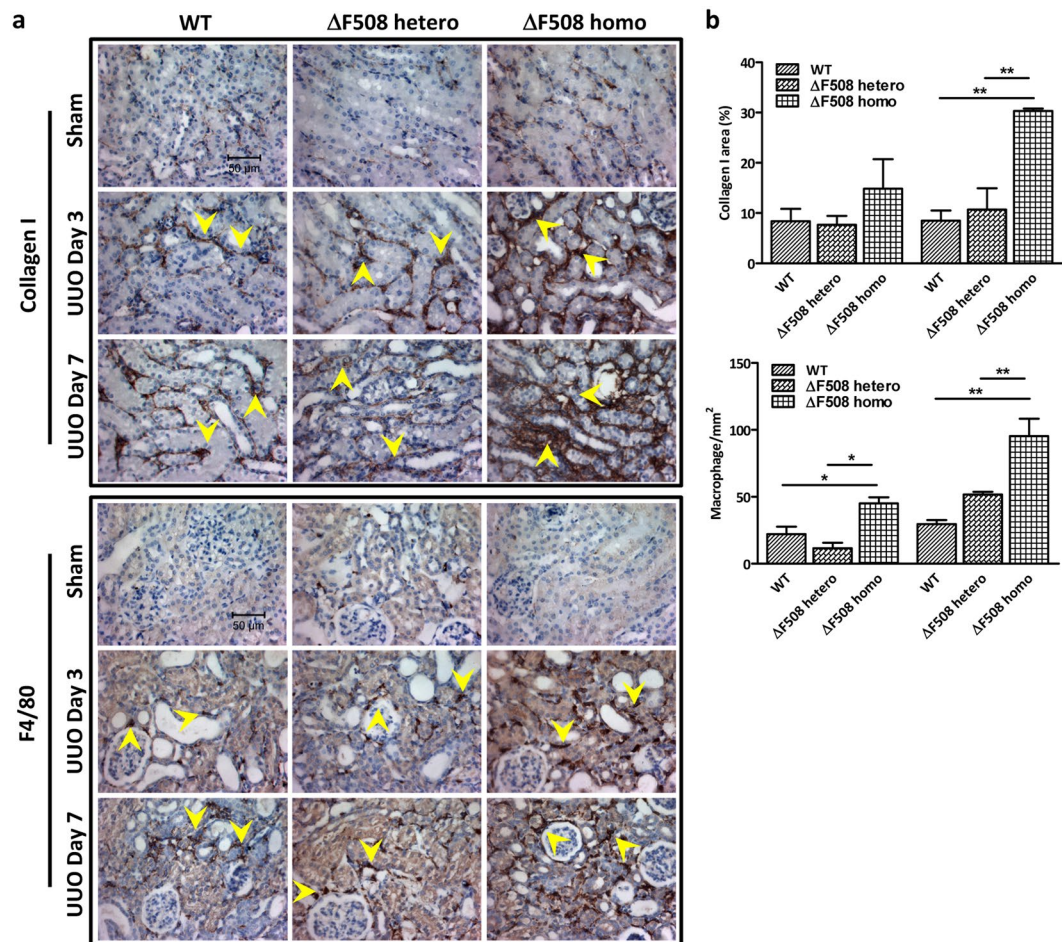 a
WT
ΔF508 hetero
ΔF508 homo
Collagen I
Sham
50 μm
UUO Day 3
UUO Day 7
F4/80
Sham
50 μm
UUO Day 3
UUO Day 7
b
Collagen I area (%)
40
30
20
10
0
WT
ΔF508 hetero
ΔF508 homo
**
**
WT
ΔF508 hetero
ΔF508 homo
WT
ΔF508 hetero
ΔF508 homo
Macrophage/mm²
150
100
50
0
WT
ΔF508 hetero
ΔF508 homo
**
**
*
*
WT
ΔF508 hetero
ΔF508 homo
WT
ΔF508 hetero
ΔF508 homo